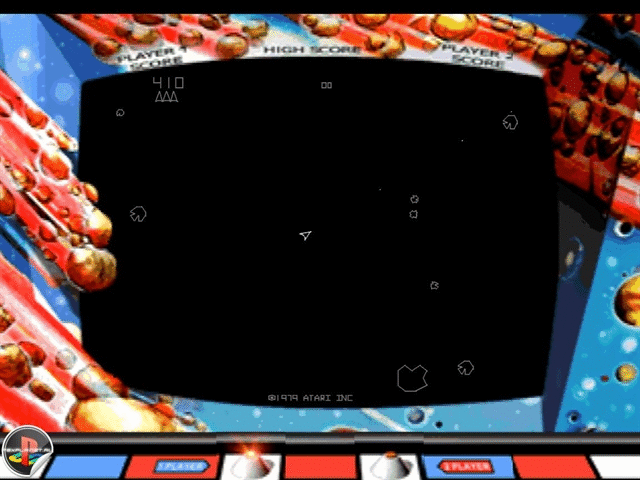 PLAYER 1 SCORE
HIGH SCORE
PLAYER 2 SCORE
410
00
©1979 ATARI INC
1 PLAYER
2 PLAYER